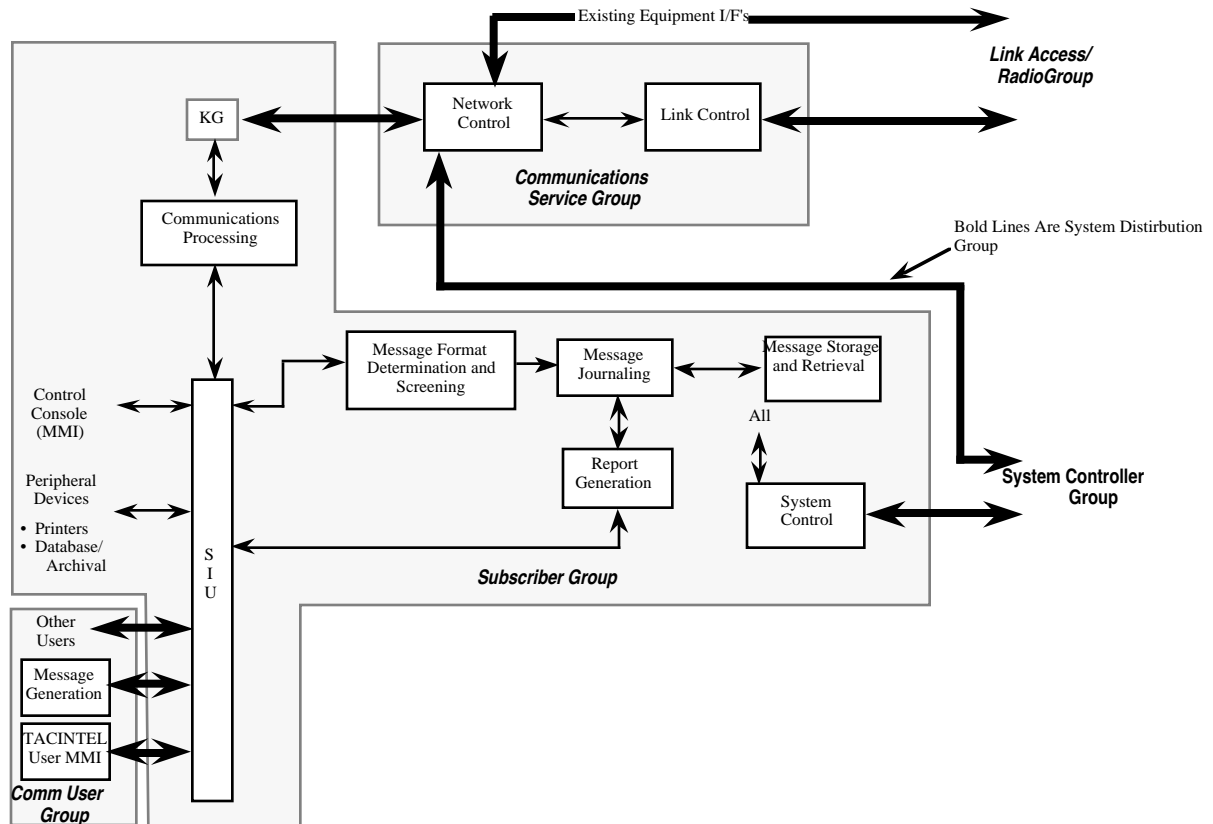 Existing Equipment I/F's
Link Access/
RadioGroup
KG
Network
Control
Link Control
Communications
Service Group
Communications
Processing
Bold Lines Are System Distirbution
Group
Message Format
Determination and
Screening
Message
Journaling
Message Storage
and Retrieval
Control
Console
(MMI)
All
Report
Generation
System
Control
System Controller
Group
Peripheral
Devices
• Printers
• Database/
Archival
S
I
U
Subscriber Group
Other
Users
Message
Generation
TACINTEL
User MMI
Comm User
Group